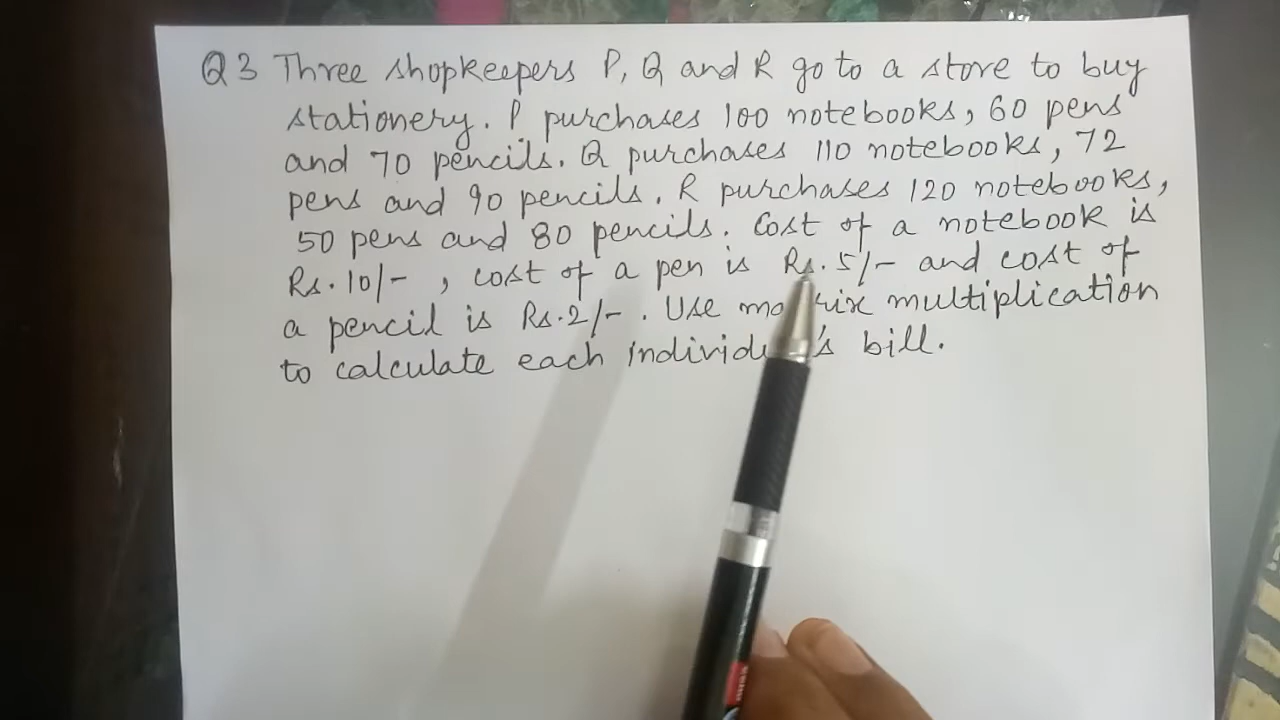 Q3 Three shopkeepers P, Q and R go to a store to buy
stationery. P purchases 100 notebooks, 60 pens
and 70 pencils. Q purchases 110 notebooks, 72
pens and 90 pencils. R purchases 120 notebooks,
50 pens and 80 pencils. Cost of a notebook is
Rs.10/- , cost of a pen is Rs.5/- and cost of
a pencil is Rs.2/-. Use multiplication
to calculate each bill.